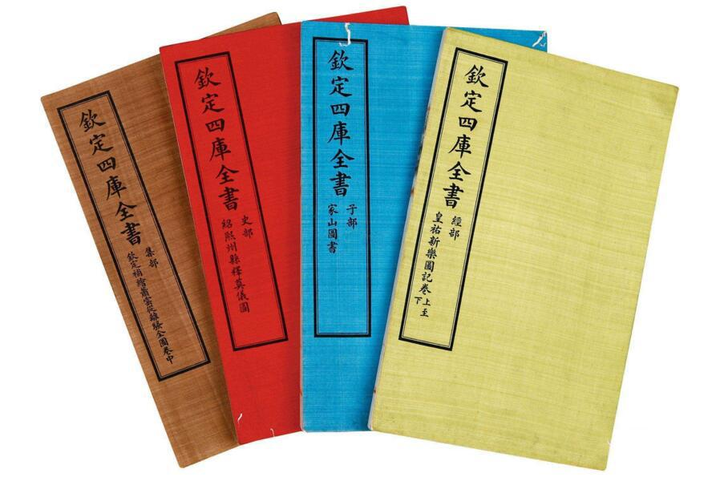 欽定四庫全書
經部
皇祐新樂圖記卷上至
下
欽定四庫全書
子部
家山圖書
欽定四庫全書
史部
紹熙州縣釋奠儀圖
欽定四庫全書
集部
欽定補繪蕭雲從離騷全圖卷中